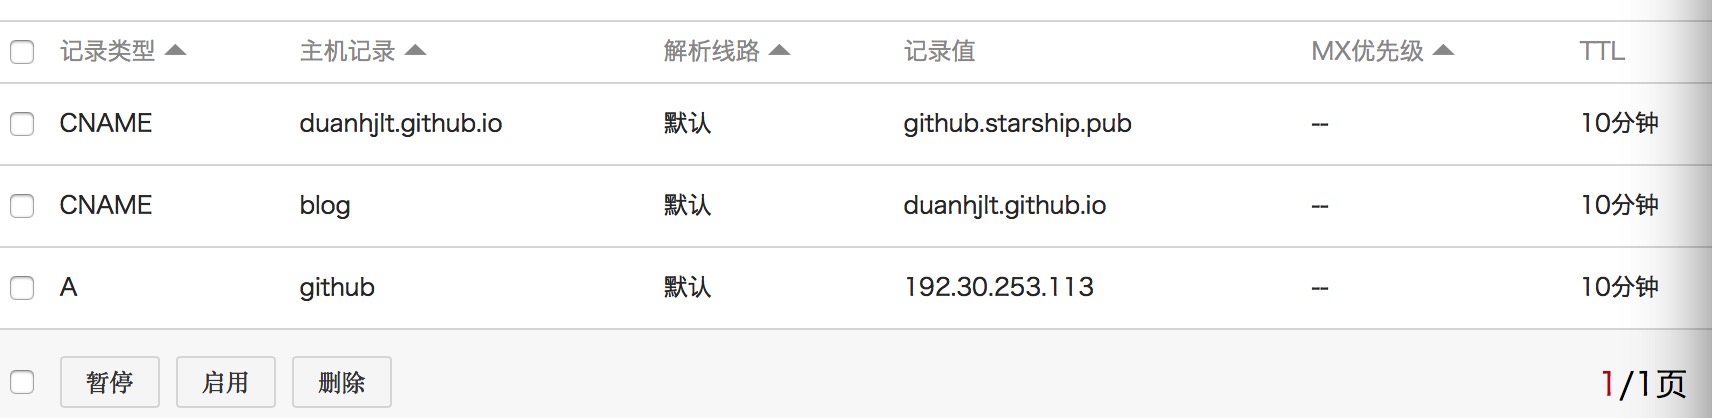 记录类型 主机记录 解析线路 记录值 MX优先级 TTL
CNAME duanhjlt.github.io 默认 github.starship.pub -- 10分钟
CNAME blog 默认 duanhjlt.github.io -- 10分钟
A github 默认 192.30.253.113 -- 10分钟
暂停 启用 删除 1/1页